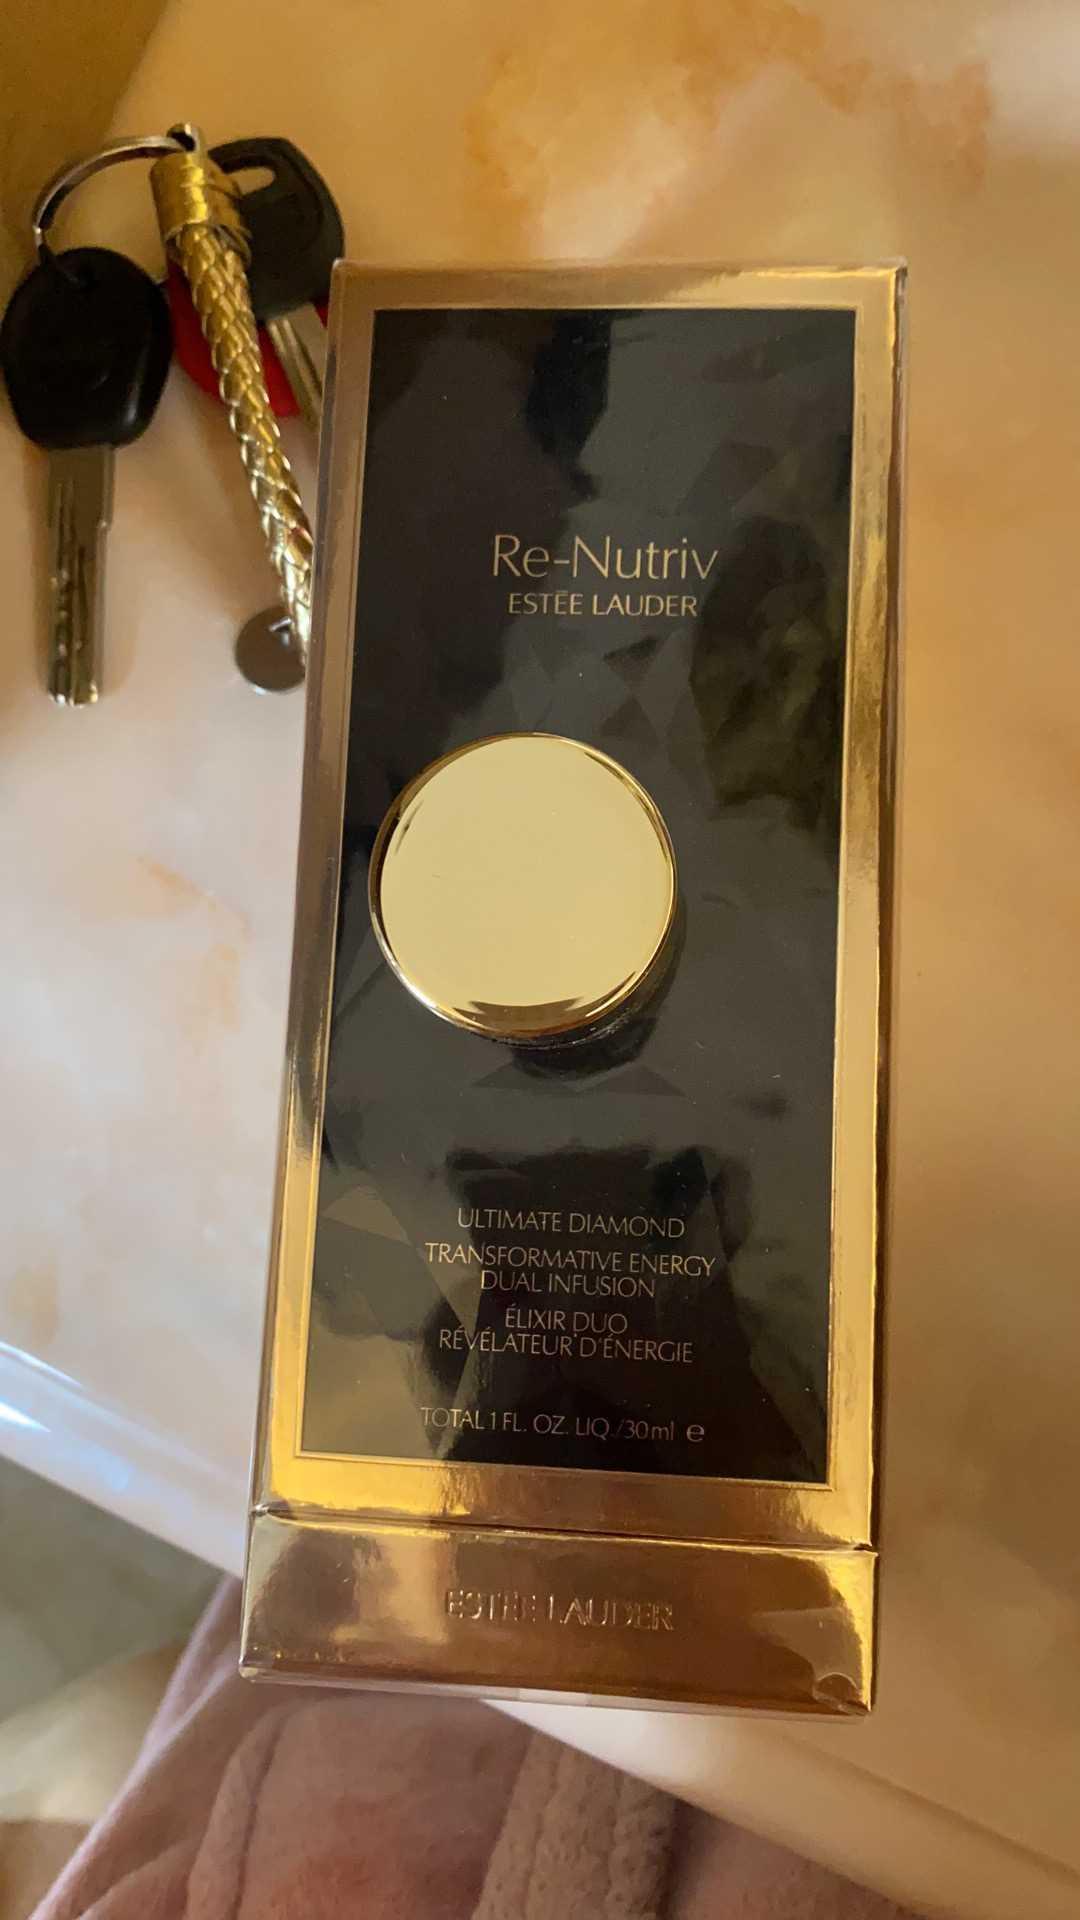 Re-Nutriv
ESTÉE LAUDER
ULTIMATE DIAMOND
TRANSFORMATIVE ENERGY
DUAL INFUSION
ÉLIXIR DUO
RÉVÉLATEUR D'ÉNERGIE
TOTAL 1 FL. OZ. LIQ./30ml e
ESTĒE LAUDER